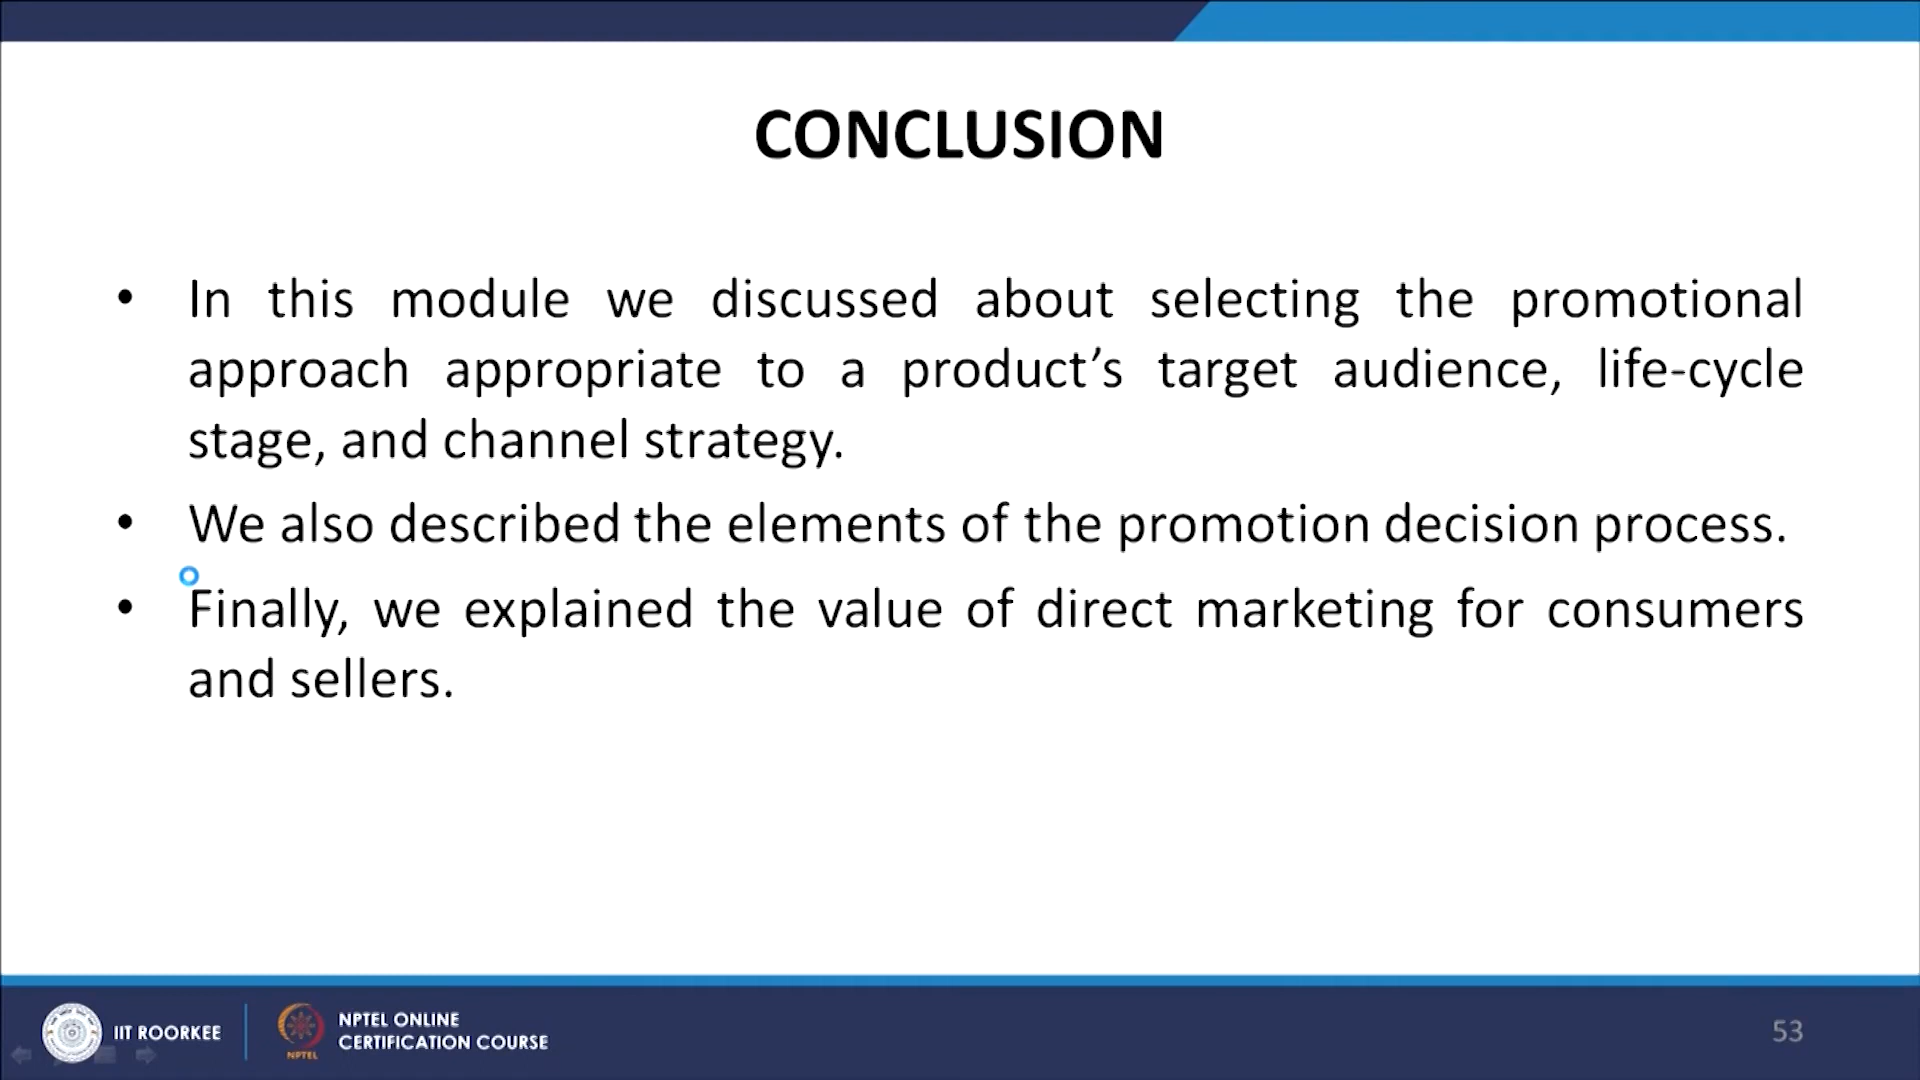 CONCLUSION
• In this module we discussed about selecting the promotional
approach appropriate to a product’s target audience, life-cycle
stage, and channel strategy.
• We also described the elements of the promotion decision process.
• Finally, we explained the value of direct marketing for consumers
and sellers.
IIT ROORKEE
NPTEL
NPTEL ONLINE
CERTIFICATION COURSE
53